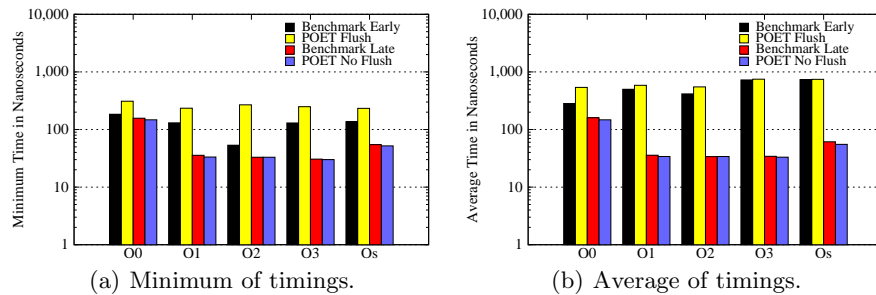 10,000
1,000
100
10
1
Minimum Time in Nanoseconds
Benchmark Early
POET Flush
Benchmark Late
POET No Flush
O0 O1 O2 O3 Os
(a) Minimum of timings.
10,000
1,000
100
10
1
Average Time in Nanoseconds
Benchmark Early
POET Flush
Benchmark Late
POET No Flush
O0 O1 O2 O3 Os
(b) Average of timings.